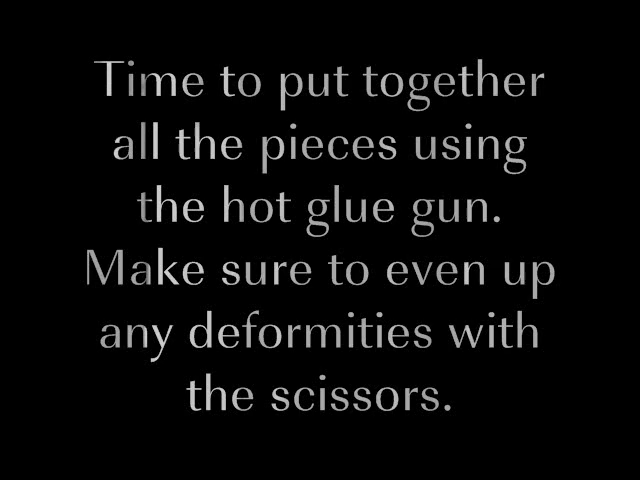 Time to put together
all the pieces using
the hot glue gun.
Make sure to even up
any deformities with
the scissors.